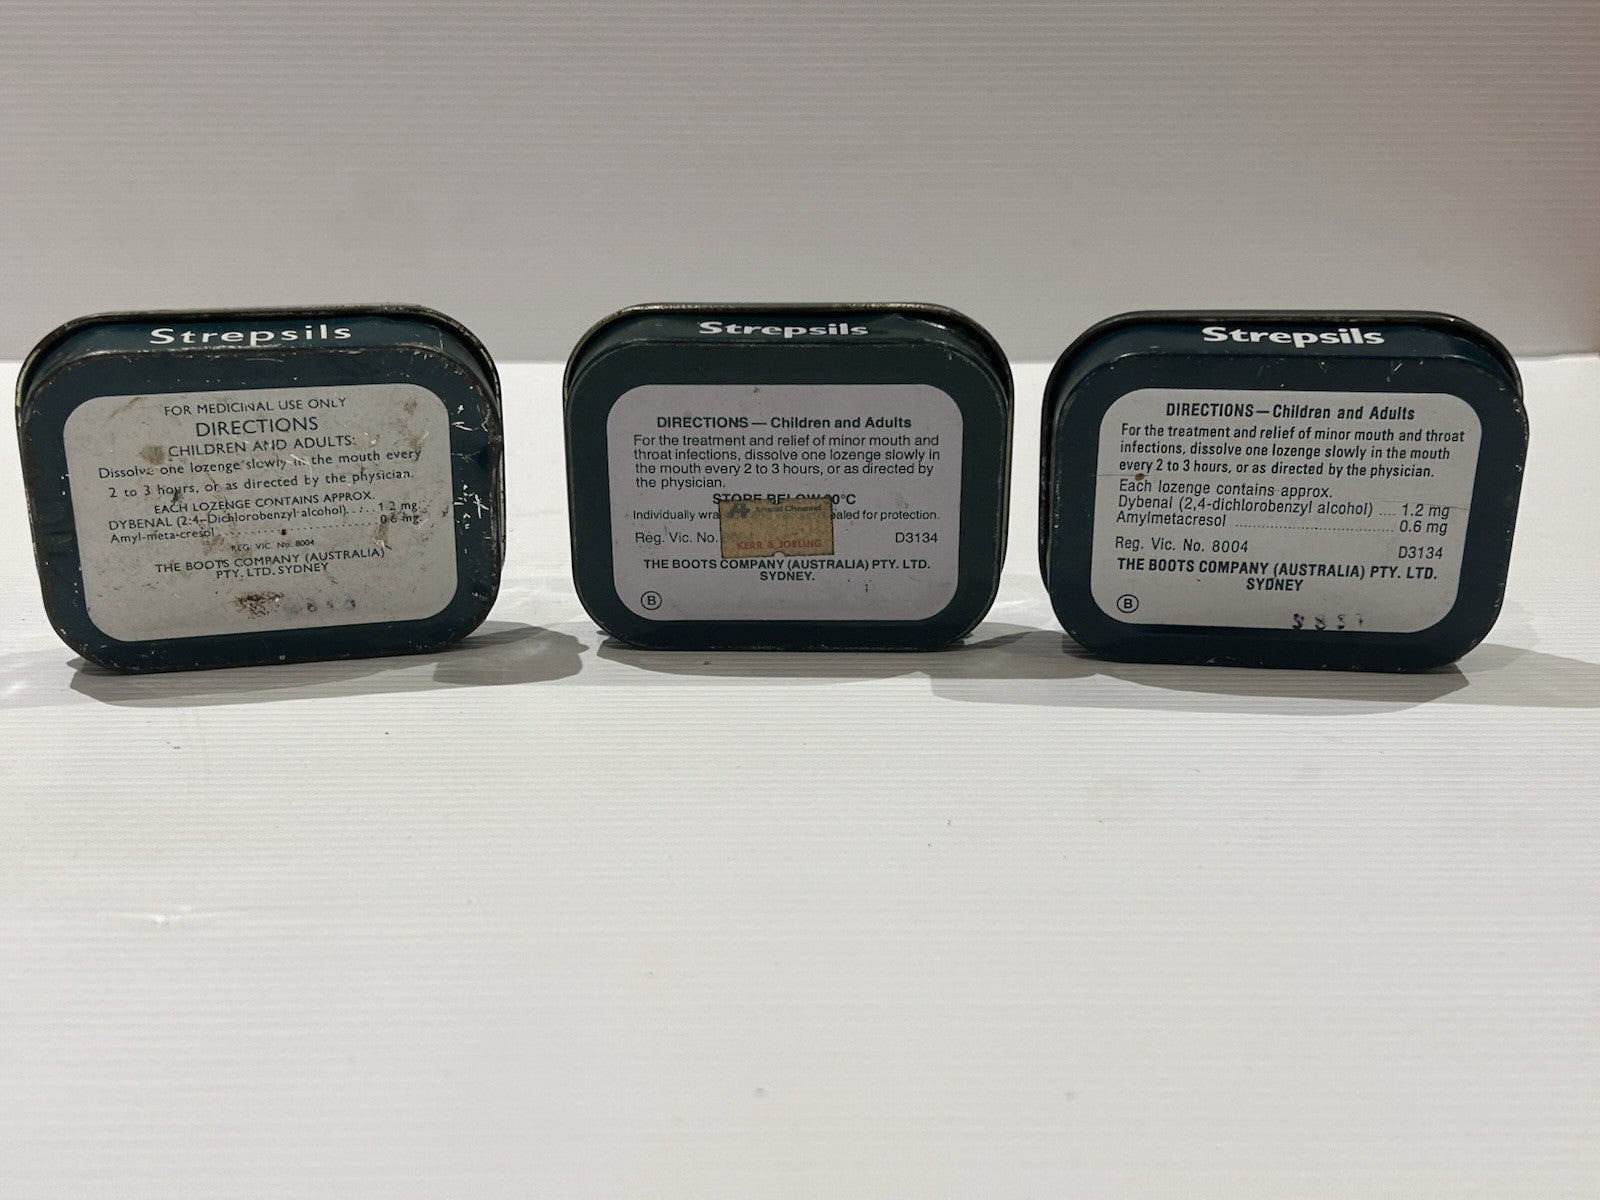 Strepsils
FOR MEDICINAL USE ONLY
DIRECTIONS
CHILDREN AND ADULTS:
Dissolve one lozenge slowly in the mouth every
2 to 3 hours, or as directed by the physician.
EACH LOZENGE CONTAINS APPROX.
DYBENAL (2:4-Dichlorobenzyl alcohol) ..... 1.2 mg.
Amyl-meta-cresol .................... 0.6 mg.
REG. VIC. No. 8004
THE BOOTS COMPANY (AUSTRALIA)
PTY. LTD. SYDNEY
Strepsils
DIRECTIONS — Children and Adults
For the treatment and relief of minor mouth and
throat infections, dissolve one lozenge slowly in
the mouth every 2 to 3 hours, or as directed by
the physician.
STORE BELOW 30°C
Individually for protection.
Reg. Vic. No. D3134
Amcal Chemist
KERR & JOBLING
THE BOOTS COMPANY (AUSTRALIA) PTY. LTD.
SYDNEY.
B
Strepsils
DIRECTIONS — Children and Adults
For the treatment and relief of minor mouth and throat
infections, dissolve one lozenge slowly in the mouth
every 2 to 3 hours, or as directed by the physician.
Each lozenge contains approx.
Dybenal (2,4-dichlorobenzyl alcohol) .... 1.2 mg
Amylmetacresol .................... 0.6 mg
Reg. Vic. No. 8004 D3134
THE BOOTS COMPANY (AUSTRALIA) PTY. LTD.
SYDNEY
B